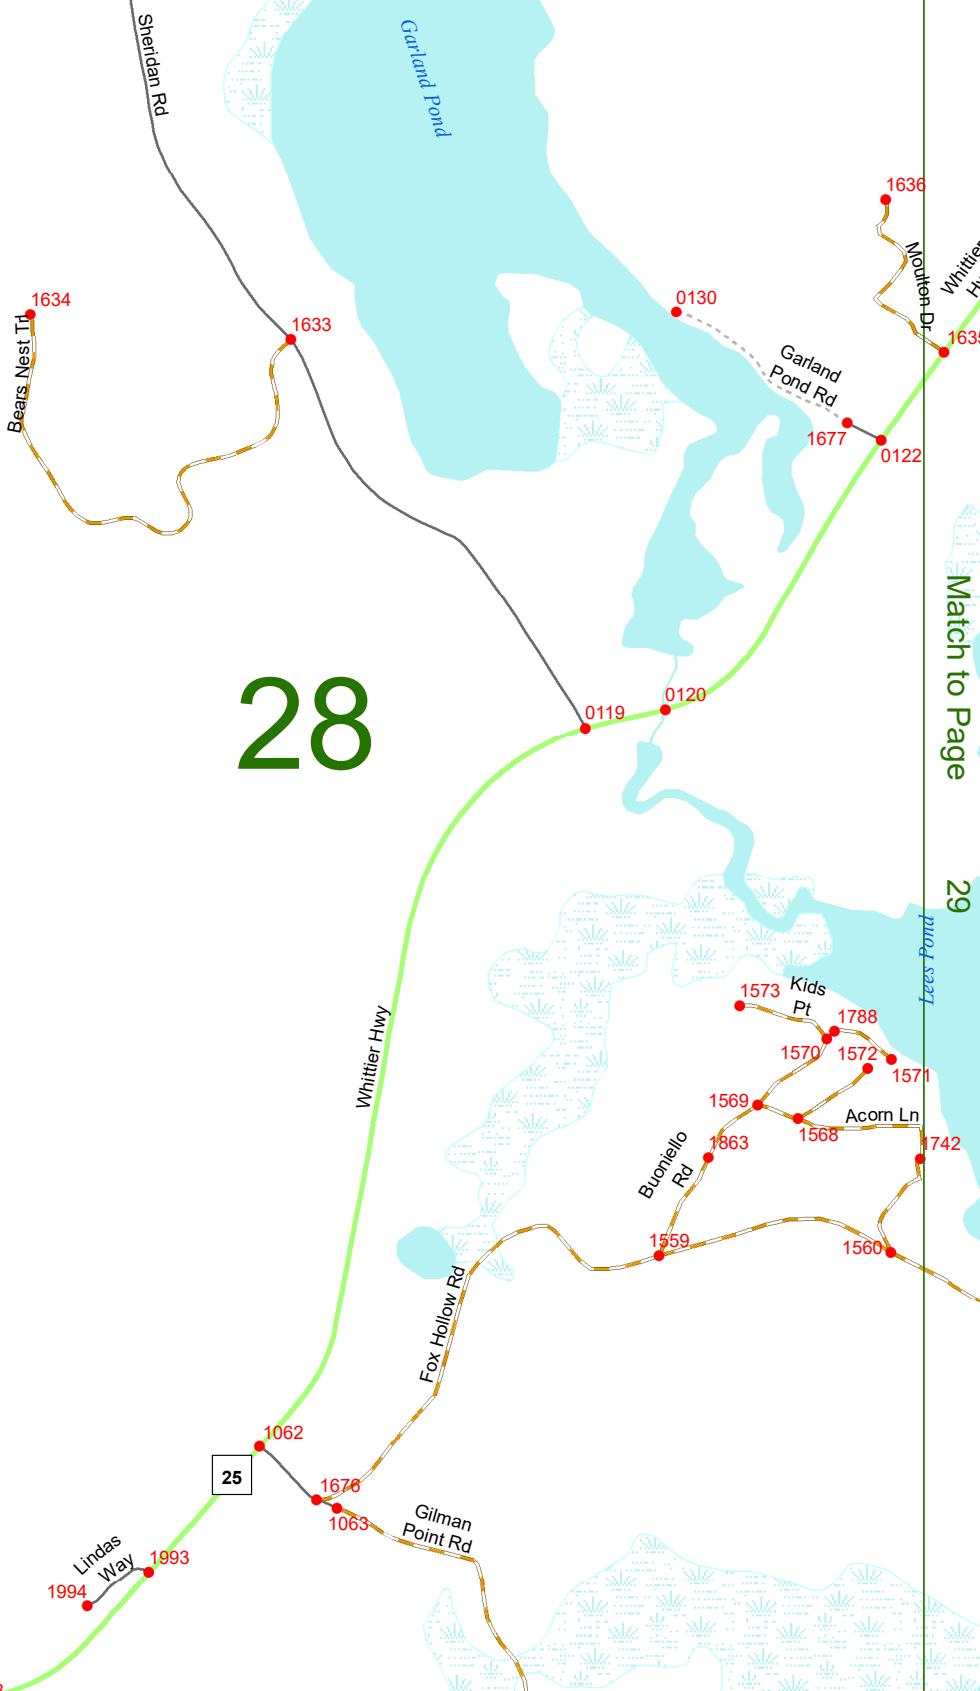 Sheridan Rd
Garland Pond
1636
Moulton Dr
Whittier
1634
Bears Nest Trl
1633
0130
1635
Garland
Pond Rd
1677
0122
Match to Page 29
28
0119
0120
Lees Pond
Whittier Hwy
Kids
Pt
1573
1788
1570
1572
1571
1569
1568
Acorn Ln
1863
1742
Buoniello
Rd
1559
1560
Fox Hollow Rd
1062
25
1676
1063
Gilman
Point Rd
Lindas
Way
1993
1994